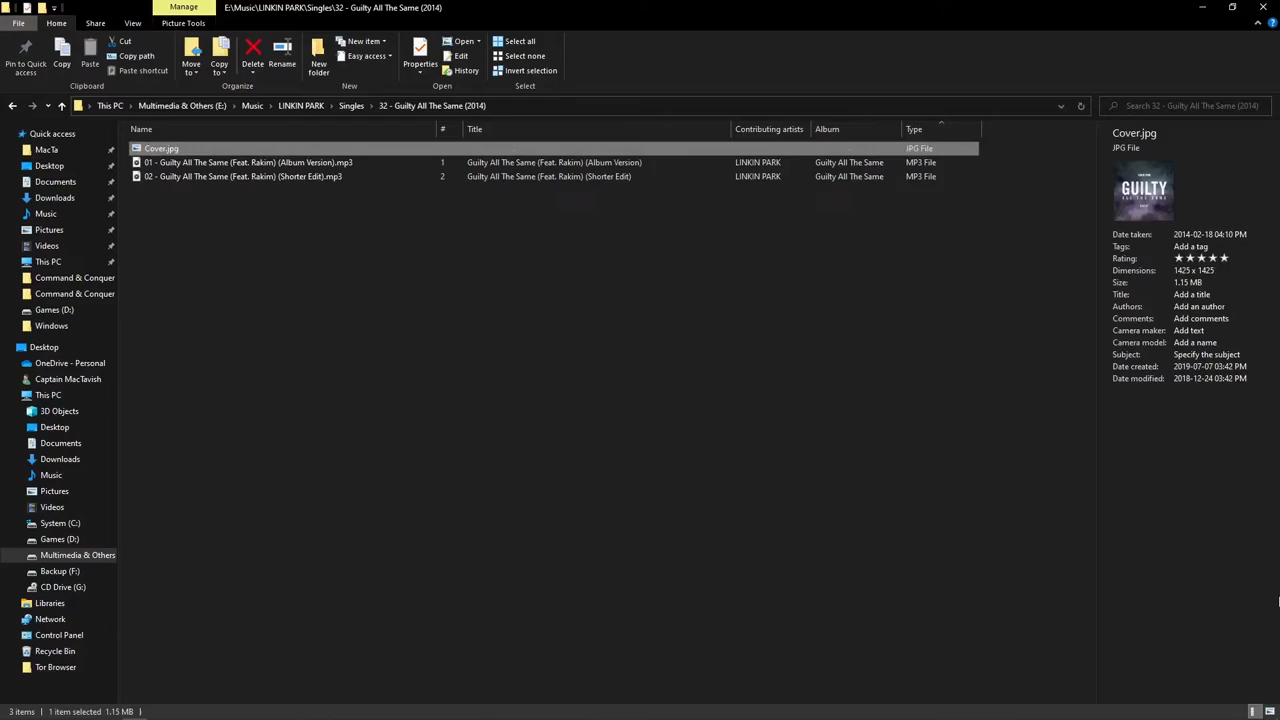 Manage
E:\Music\LINKIN PARK\Singles\32 - Guilty All The Same (2014)
File
Home
Share
View
Picture Tools
Pin to Quick access
Copy
Paste
Cut
Copy path
Paste shortcut
Clipboard
Move to
Copy to
Delete
Rename
Organize
New folder
New item
Easy access
New
Properties
Open
Edit
History
Open
Select all
Select none
Invert selection
Select
This PC
Multimedia & Others (E:)
Music
LINKIN PARK
Singles
32 - Guilty All The Same (2014)
Search 32 - Guilty All The Same (2014)
Quick access
MacTa
Desktop
Documents
Downloads
Music
Pictures
Videos
This PC
Command & Conquer
Command & Conquer
Games (D:)
Windows
Desktop
OneDrive - Personal
Captain MacTavish
This PC
3D Objects
Desktop
Documents
Downloads
Music
Pictures
Videos
System (C:)
Games (D:)
Multimedia & Others
Backup (F:)
CD Drive (G:)
Libraries
Network
Control Panel
Recycle Bin
Tor Browser
Name # Title Contributing artists Album Type
Cover.jpg JPG File
01 - Guilty All The Same (Feat. Rakim) (Album Version).mp3 1 Guilty All The Same (Feat. Rakim) (Album Version) LINKIN PARK Guilty All The Same MP3 File
02 - Guilty All The Same (Feat. Rakim) (Shorter Edit).mp3 2 Guilty All The Same (Feat. Rakim) (Shorter Edit) LINKIN PARK Guilty All The Same MP3 File
Cover.jpg
JPG File
GUILTY
ALL THE SAME
Date taken: 2014-02-18 04:10 PM
Tags: Add a tag
Rating: ★★★★★
Dimensions: 1425 x 1425
Size: 1.15 MB
Title: Add a title
Authors: Add an author
Comments: Add comments
Camera maker: Add text
Camera model: Add a name
Subject: Specify the subject
Date created: 2019-07-07 03:42 PM
Date modified: 2018-12-24 03:42 PM
3 items 1 item selected 1.15 MB